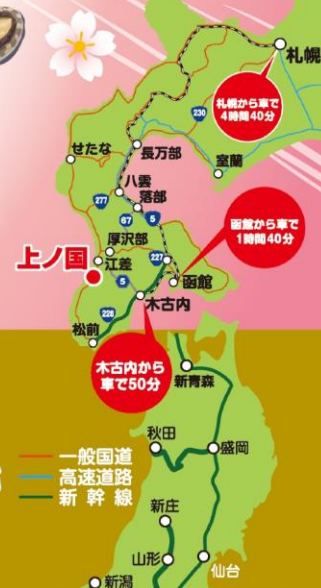 札幌
札幌から車で
4時間40分
230
長万部
せたな
室蘭
八雲
277
落部
67
5
函館から車で
1時間40分
厚沢部
上ノ国
江差
227
函館
5
木古内
228
松前
木古内から
車で50分
新青森
秋田
盛岡
一般国道
高速道路
新幹線
新庄
山形
仙台
新潟